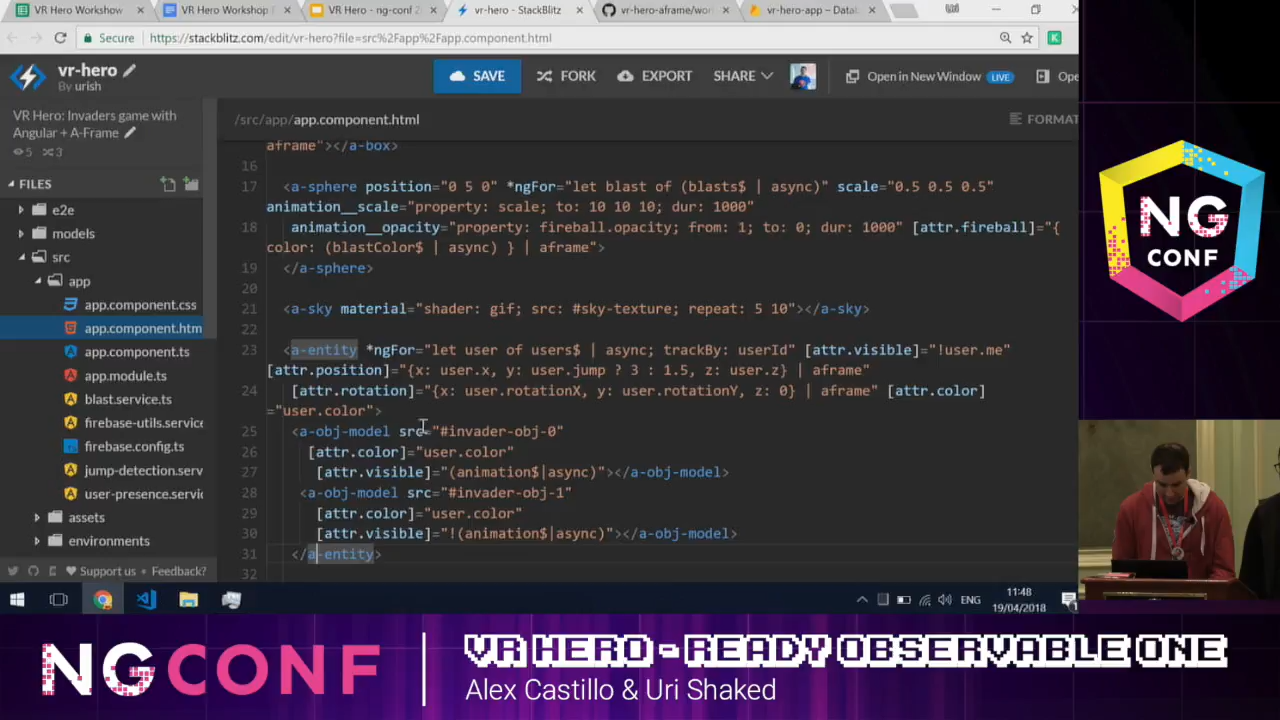 VR Hero Workshow
VR Hero Workshop P
VR Hero - ng-conf 2
vr-hero - StackBlitz
vr-hero-aframe/wor
vr-hero-app – Data
Secure
https://stackblitz.com/edit/vr-hero?file=src%2Fapp%2Fapp.component.html
K
vr-hero
By urish
SAVE
FORK
EXPORT
SHARE
Open in New Window
LIVE
Ope
VR Hero: Invaders game with
Angular + A-Frame
5
3
/src/app/app.component.html
FORMAT
FILES
e2e
models
src
app
app.component.css
app.component.htm
app.component.ts
app.module.ts
blast.service.ts
firebase-utils.service
firebase.config.ts
jump-detection.serv
user-presence.servic
assets
environments
Support us
Feedback?
aframe"></a-box>
16
17 <a-sphere position="0 5 0" *ngFor="let blast of (blasts$ | async)" scale="0.5 0.5 0.5"
animation__scale="property: scale; to: 10 10 10; dur: 1000"
18 animation__opacity="property: fireball.opacity; from: 1; to: 0; dur: 1000" [attr.fireball]="{
color: (blastColor$ | async) } | aframe">
19 </a-sphere>
20
21 <a-sky material="shader: gif; src: #sky-texture; repeat: 5 10"></a-sky>
22
23 <a-entity *ngFor="let user of users$ | async; trackBy: userId" [attr.visible]="!user.me"
[attr.position]="{x: user.x, y: user.jump ? 3 : 1.5, z: user.z} | aframe"
24 [attr.rotation]="{x: user.rotationX, y: user.rotationY, z: 0} | aframe" [attr.color]
="user.color">
25 <a-obj-model src="#invader-obj-0"
26 [attr.color]="user.color"
27 [attr.visible]="(animation$|async)"></a-obj-model>
28 <a-obj-model src="#invader-obj-1"
29 [attr.color]="user.color"
30 [attr.visible]="!(animation$|async)"></a-obj-model>
31 </a-entity>
32
ENG
11:48
19/04/2018
NG
CONF
NGCONF
VR HERO - READY OBSERVABLE ONE
Alex Castillo & Uri Shaked